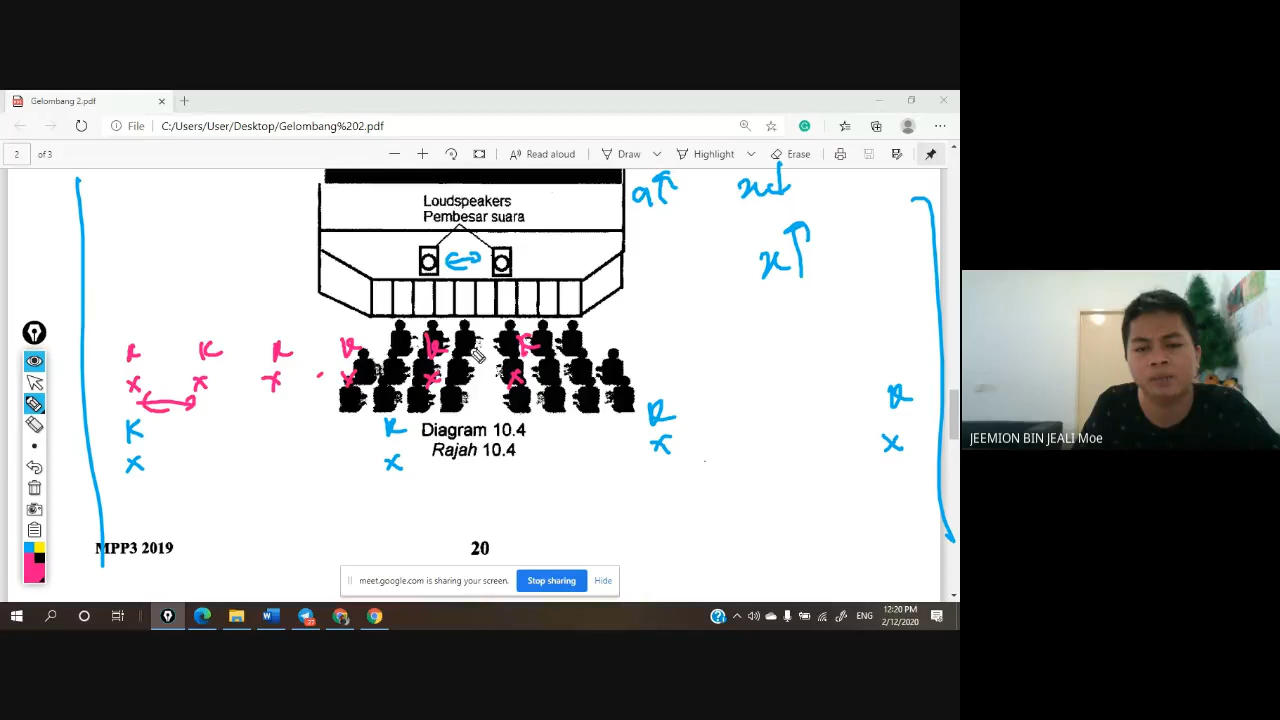 Gelombang 2.pdf
File C:/Users/User/Desktop/Gelombang%202.pdf
2 of 3 Read aloud Draw Highlight Erase
a↑ x↓
Loudspeakers
Pembesar suara
x↑
K K K K K K
x x x x x x
K K K K
x x x x
Diagram 10.4
Rajah 10.4
JEEMION BIN JEALI Moe
MPP3 2019 20
meet.google.com is sharing your screen. Stop sharing Hide
12:20 PM
ENG
2/12/2020